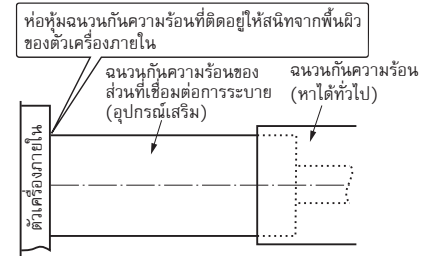 ห่อหุ้มฉนวนกันความร้อนที่ติดอยู่ให้สนิทจากพื้นผิว
ของตัวเครื่องภายใน
ฉนวนกันความร้อนของ
ส่วนที่เชื่อมต่อการระบาย
(อุปกรณ์เสริม)
ฉนวนกันความร้อน
(หาได้ทั่วไป)
ตัวเครื่องภายใน